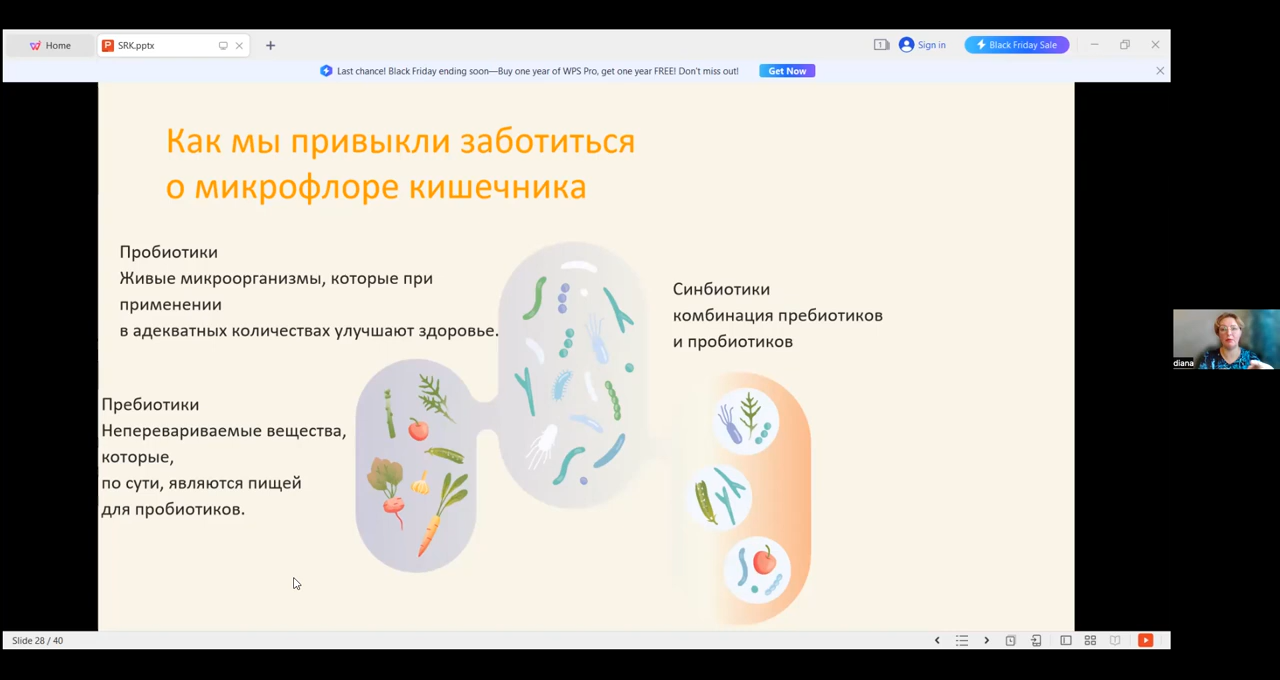 Home
SRK.pptx
Sign in
Black Friday Sale
Last chance! Black Friday ending soon—Buy one year of WPS Pro, get one year FREE! Don't miss out!
Get Now
Как мы привыкли заботиться
о микрофлоре кишечника
Пробиотики
Живые микроорганизмы, которые при
применении
в адекватных количествах улучшают здоровье.
Синбиотики
комбинация пребиотиков
и пробиотиков
Пребиотики
Неперевариваемые вещества,
которые,
по сути, являются пищей
для пробиотиков.
diana
Slide 28 / 40